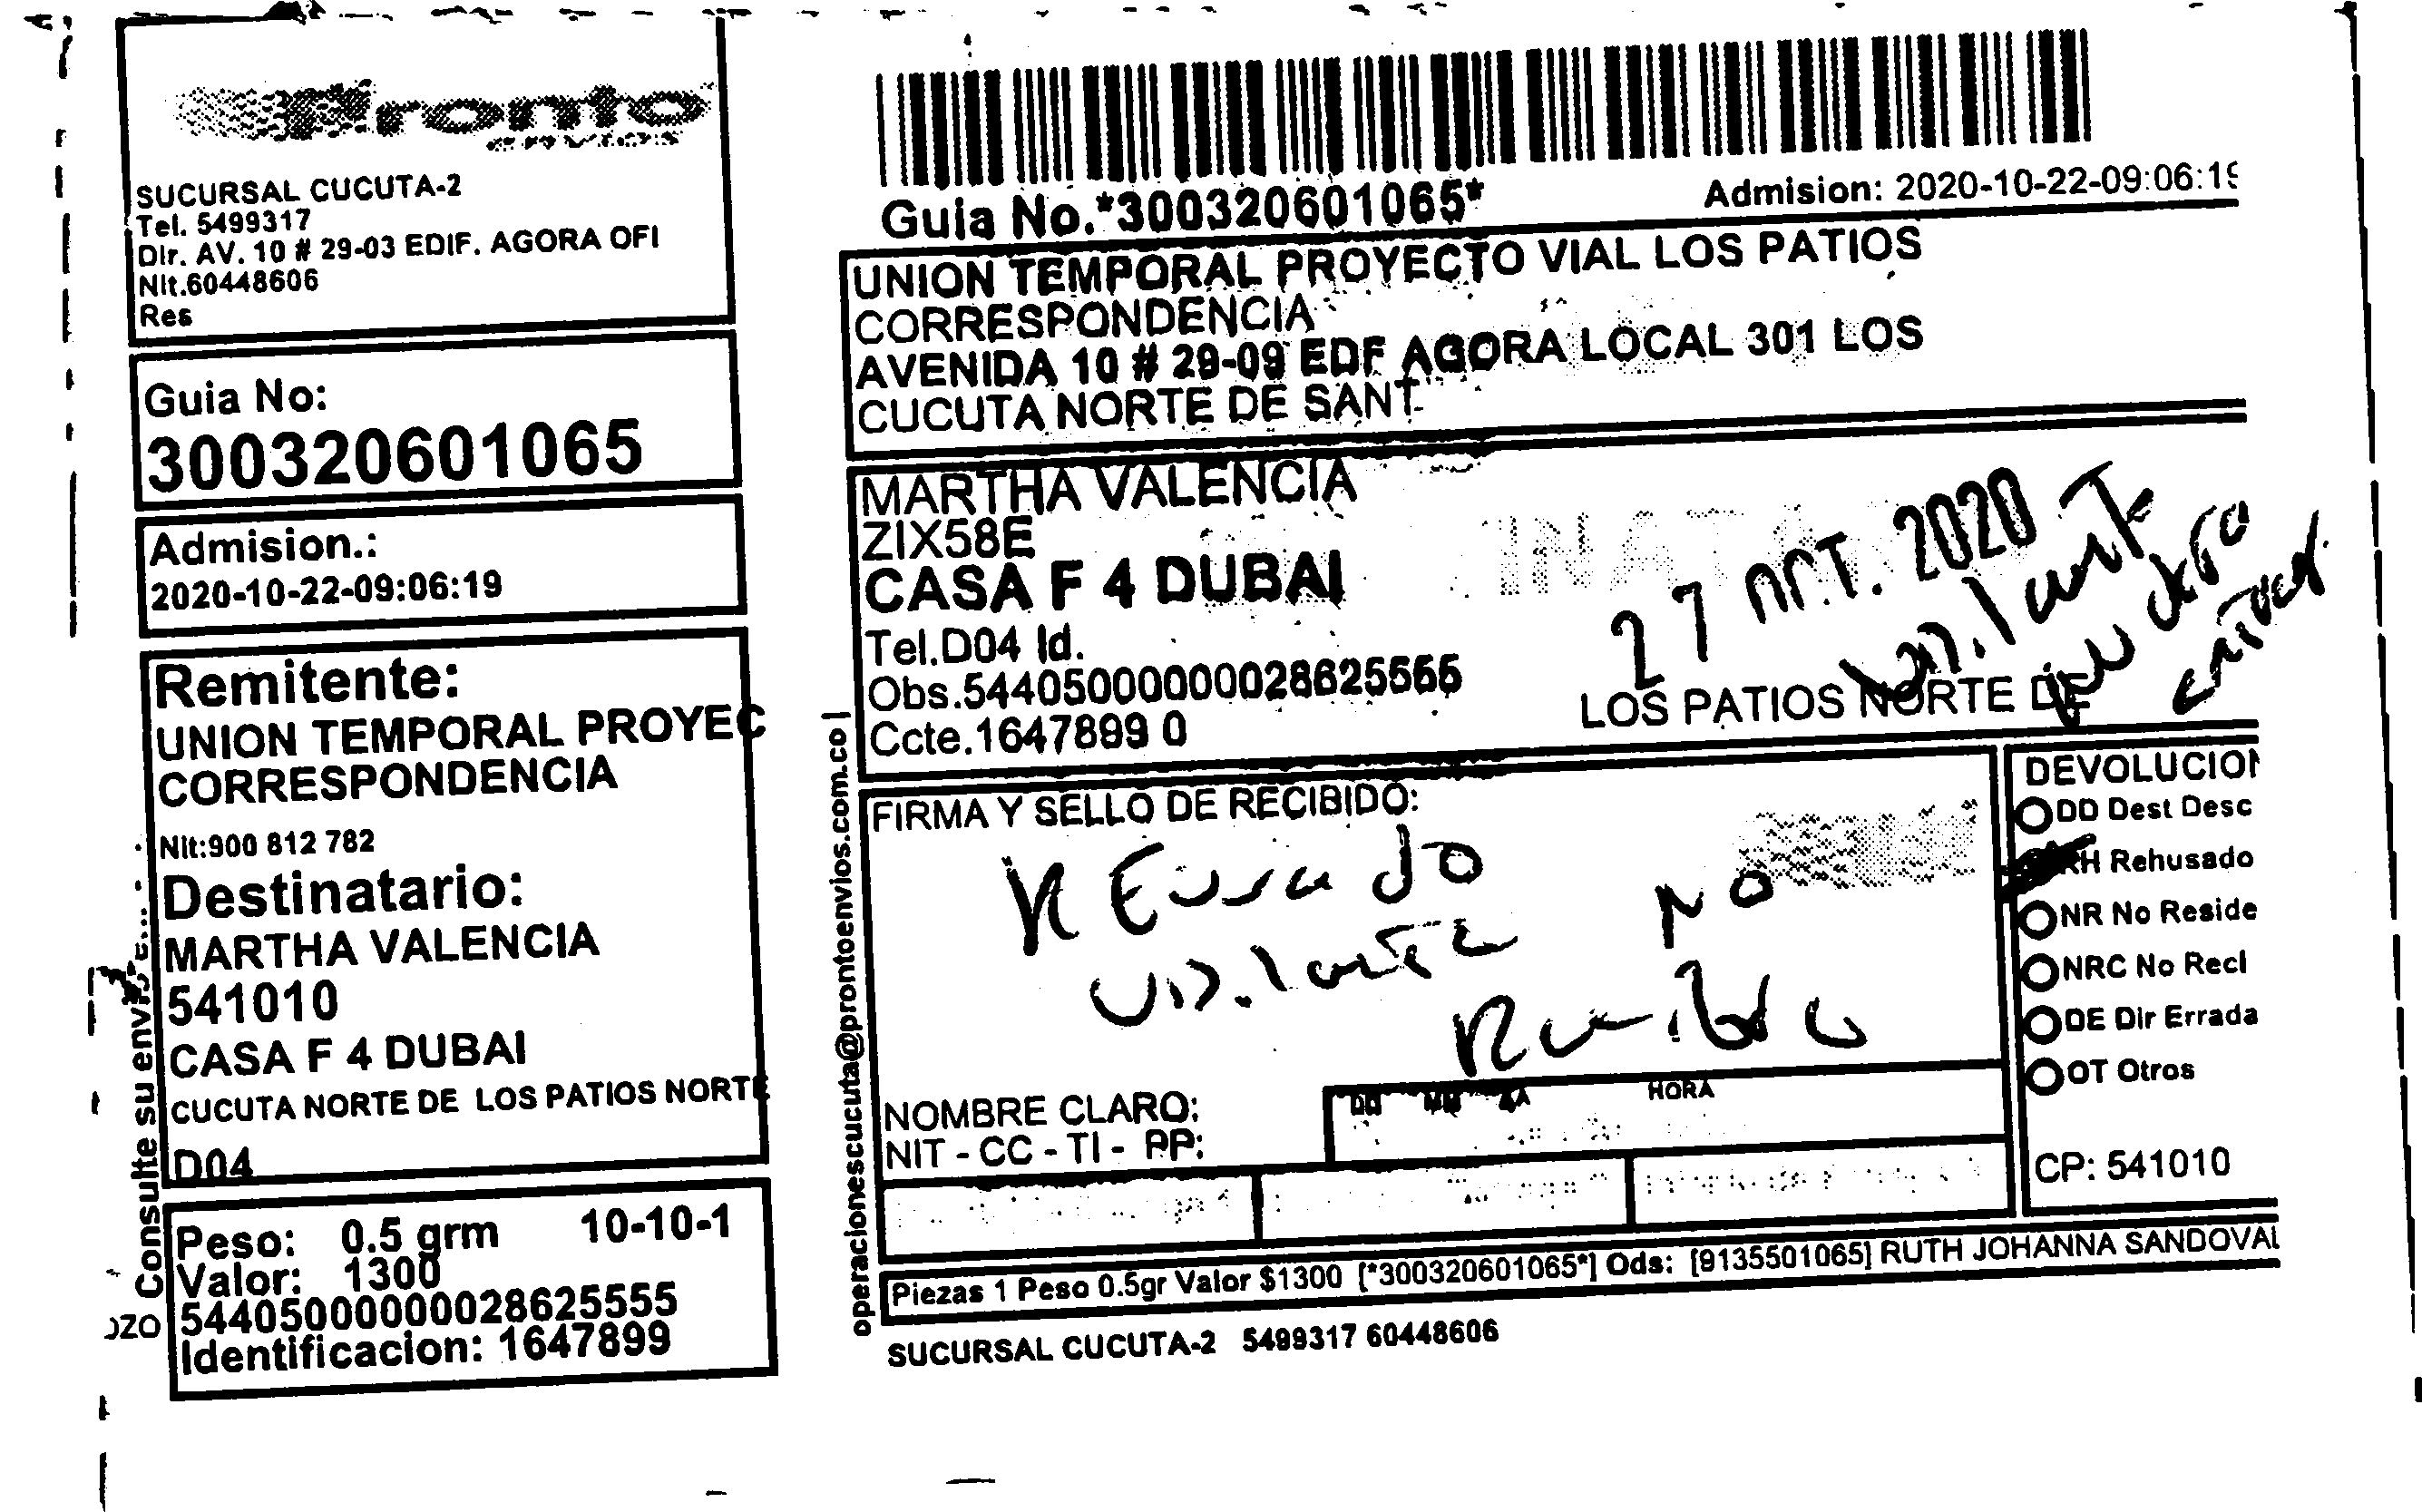 Pronto
envios
SUCURSAL CUCUTA-2
Tel. 5499317
Dir. AV. 10 # 29-03 EDIF. AGORA OFI
Nit.60448606
Res
Guia No:
300320601065
Admision.:
2020-10-22-09:06:19
Remitente:
UNION TEMPORAL PROYEC
CORRESPONDENCIA
Nit:900 812 782
Destinatario:
MARTHA VALENCIA
541010
CASA F 4 DUBAI
CUCUTA NORTE DE LOS PATIOS NORTE
D04
Peso: 0.5 grm 10-10-1
Valor: 1300
54405000000028625555
Identificacion: 1647899
Consulte su envio
operacionescucuta@prontoenvios.com.co
Guia No.*300320601065*
Admision: 2020-10-22-09:06:19
UNION TEMPORAL PROYECTO VIAL LOS PATIOS
CORRESPONDENCIA
AVENIDA 10 # 29-09 EDF AGORA LOCAL 301 LOS
CUCUTA NORTE DE SANT
MARTHA VALENCIA
ZIX58E
CASA F 4 DUBAI
Tel.D04 Id.
Obs.54405000000028625555
Ccte.1647899 0
27 OCT. 2020
LOS PATIOS NORTE DE
FIRMA Y SELLO DE RECIBIDO:
No
NOMBRE CLARO:
NIT - CC - TI - PP:
DD MM AA HORA
DEVOLUCION
DD Dest Desc
RH Rehusado
NR No Reside
NRC No Recl
DE Dir Errada
OT Otros
CP: 541010
Piezas 1 Peso 0.5gr Valor $1300 [*300320601065*] Ods: [9135501065] RUTH JOHANNA SANDOVAL
SUCURSAL CUCUTA-2 5499317 60448606